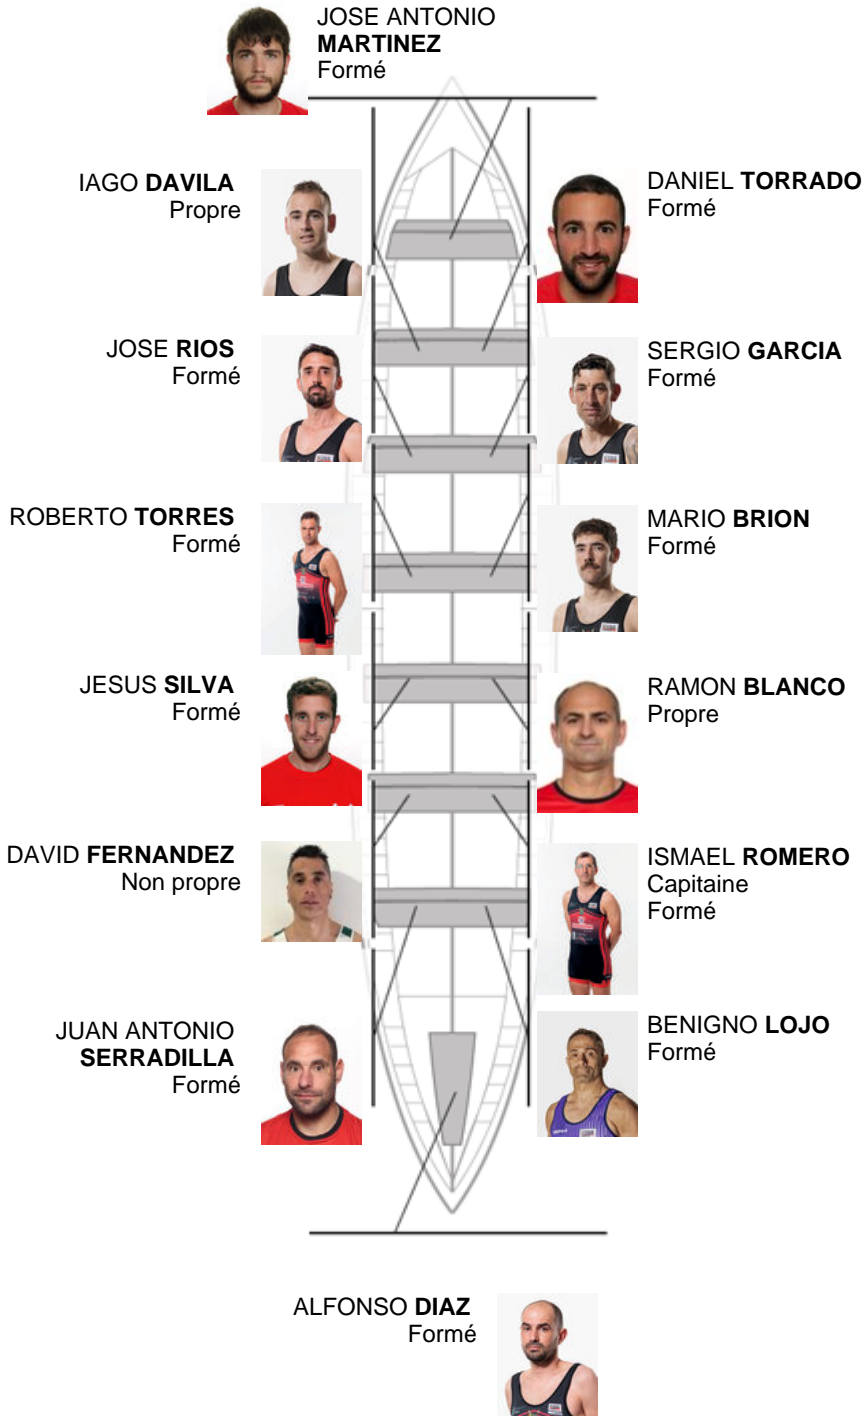 JOSE ANTONIO
MARTINEZ
Formé
IAGO DAVILA
Propre
DANIEL TORRADO
Formé
JOSE RIOS
Formé
SERGIO GARCIA
Formé
ROBERTO TORRES
Formé
MARIO BRION
Formé
JESUS SILVA
Formé
RAMON BLANCO
Propre
DAVID FERNANDEZ
Non propre
ISMAEL ROMERO
Capitaine
Formé
JUAN ANTONIO
SERRADILLA
Formé
BENIGNO LOJO
Formé
ALFONSO DIAZ
Formé